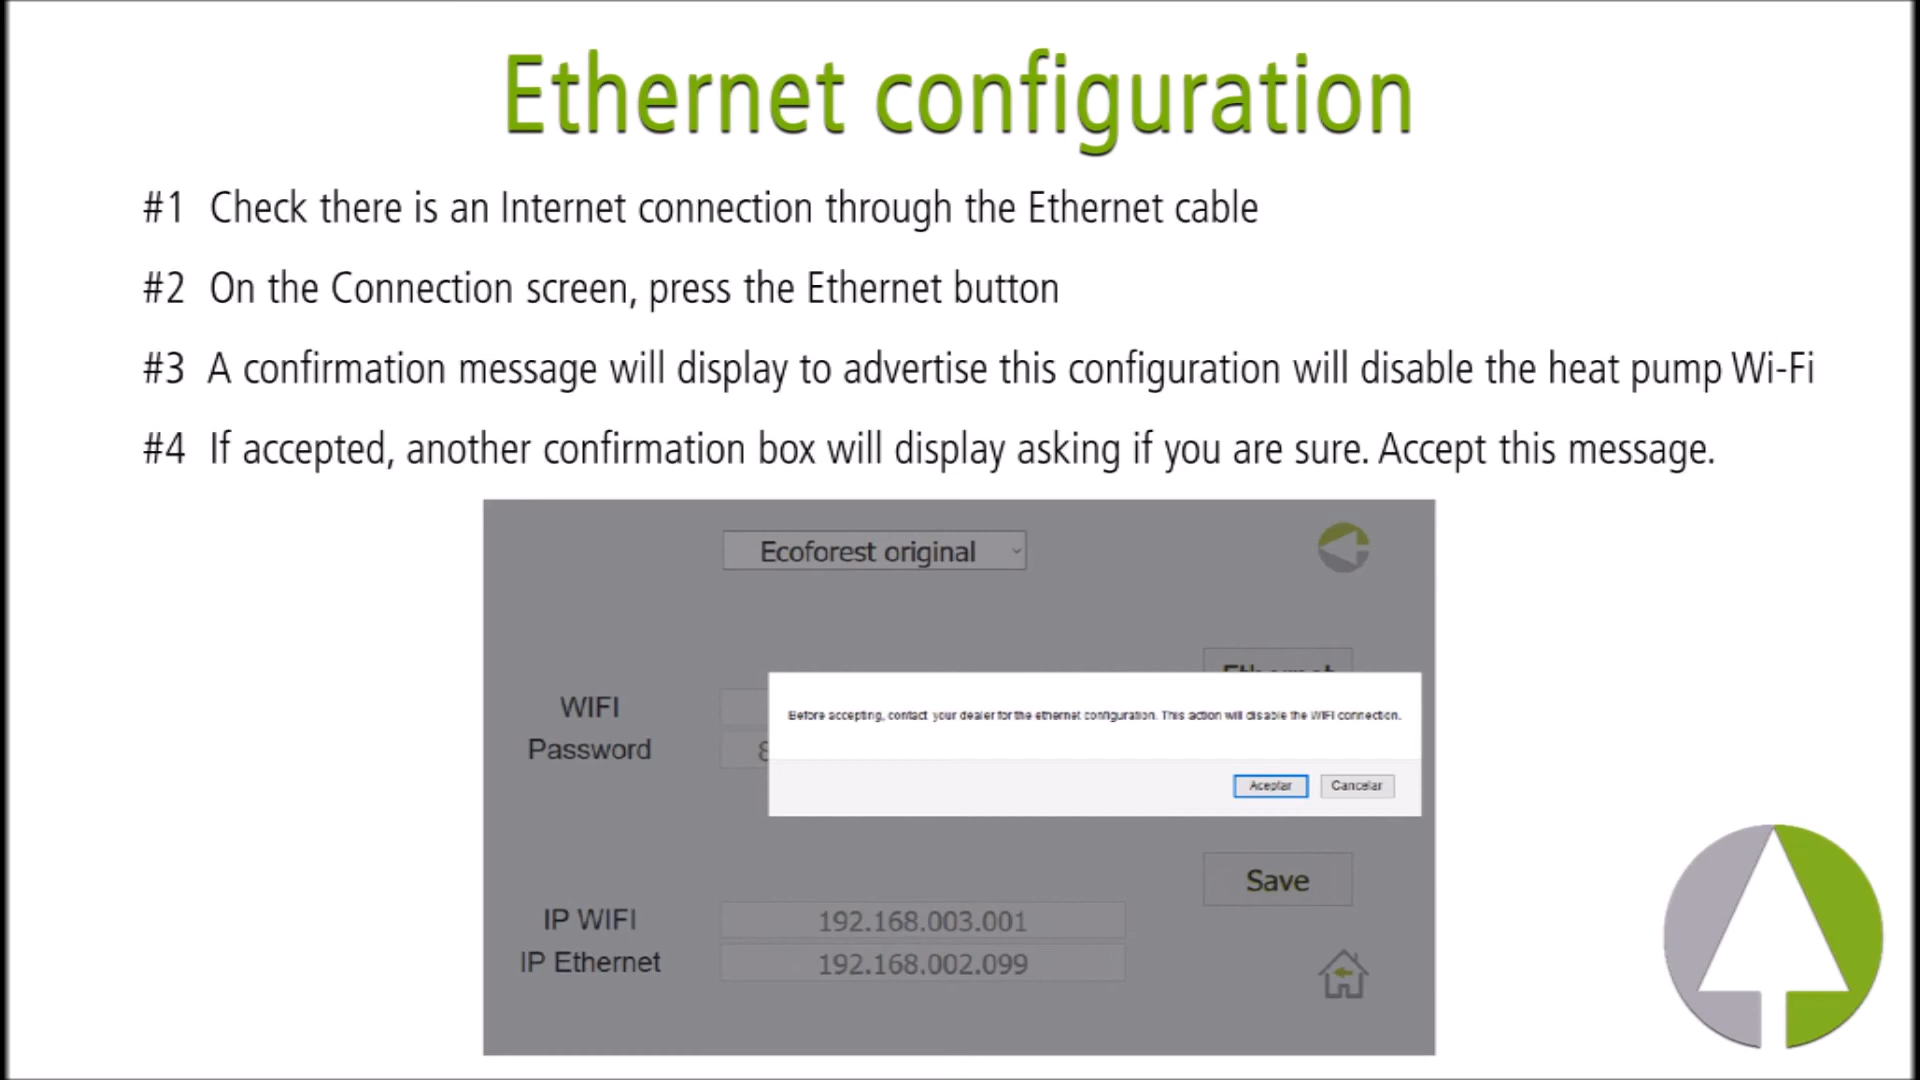 Ethernet configuration
#1 Check there is an Internet connection through the Ethernet cable
#2 On the Connection screen, press the Ethernet button
#3 A confirmation message will display to advertise this configuration will disable the heat pump Wi-Fi
#4 If accepted, another confirmation box will display asking if you are sure. Accept this message.
Ecoforest original
Ethernet
WIFI
Before accepting, contact your dealer for the ethernet configuration. This action will disable the WIFI connection.
Password
Aceptar Cancelar
Save
IP WIFI 192.168.003.001
IP Ethernet 192.168.002.099